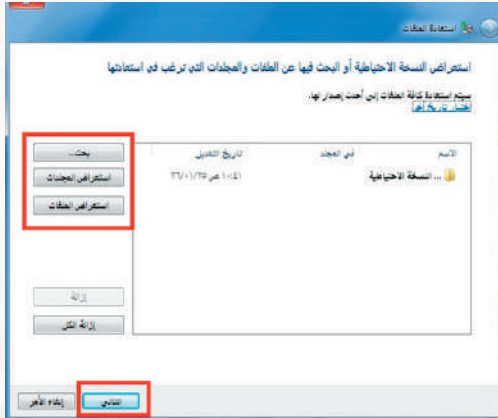 استعادة الملفات
استعراض النسخة الاحتياطية أو البحث فيها عن الملفات والمجلدات التي ترغب في استعادتها
سيتم استعادة كافة الملفات إلى أحدث إصدار لها.
اختيار تاريخ آخر
الاسم في المجلد تاريخ التعديل
النسخة الاحتياطية ...
بحث...
استعراض المجلدات
استعراض الملفات
إزالة
إزالة الكل
التالي
إلغاء الأمر